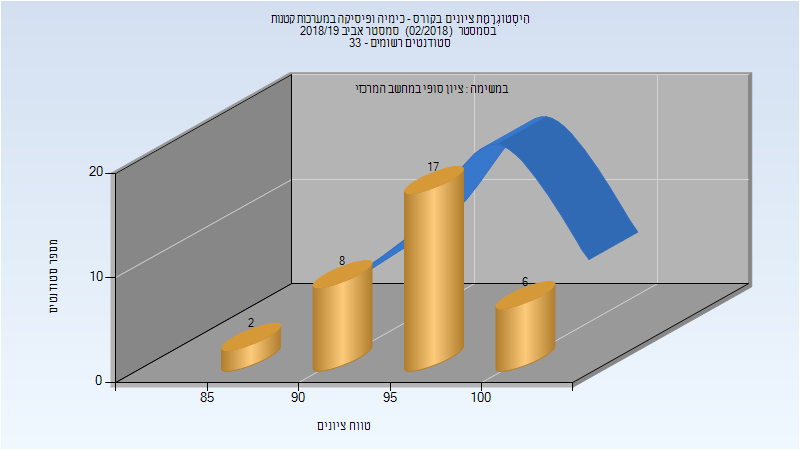 היסטוגרמת ציונים בקורס - כימיה ופיסיקה במערכות קטנות
בסמסטר (02/2018) סמסטר אביב 2018/19
סטודנטים רשומים - 33
במשימה : ציון סופי במחשב המרכזי
20
10
0
מספר סטודנטים
2
8
17
6
85
90
95
100
טווח ציונים